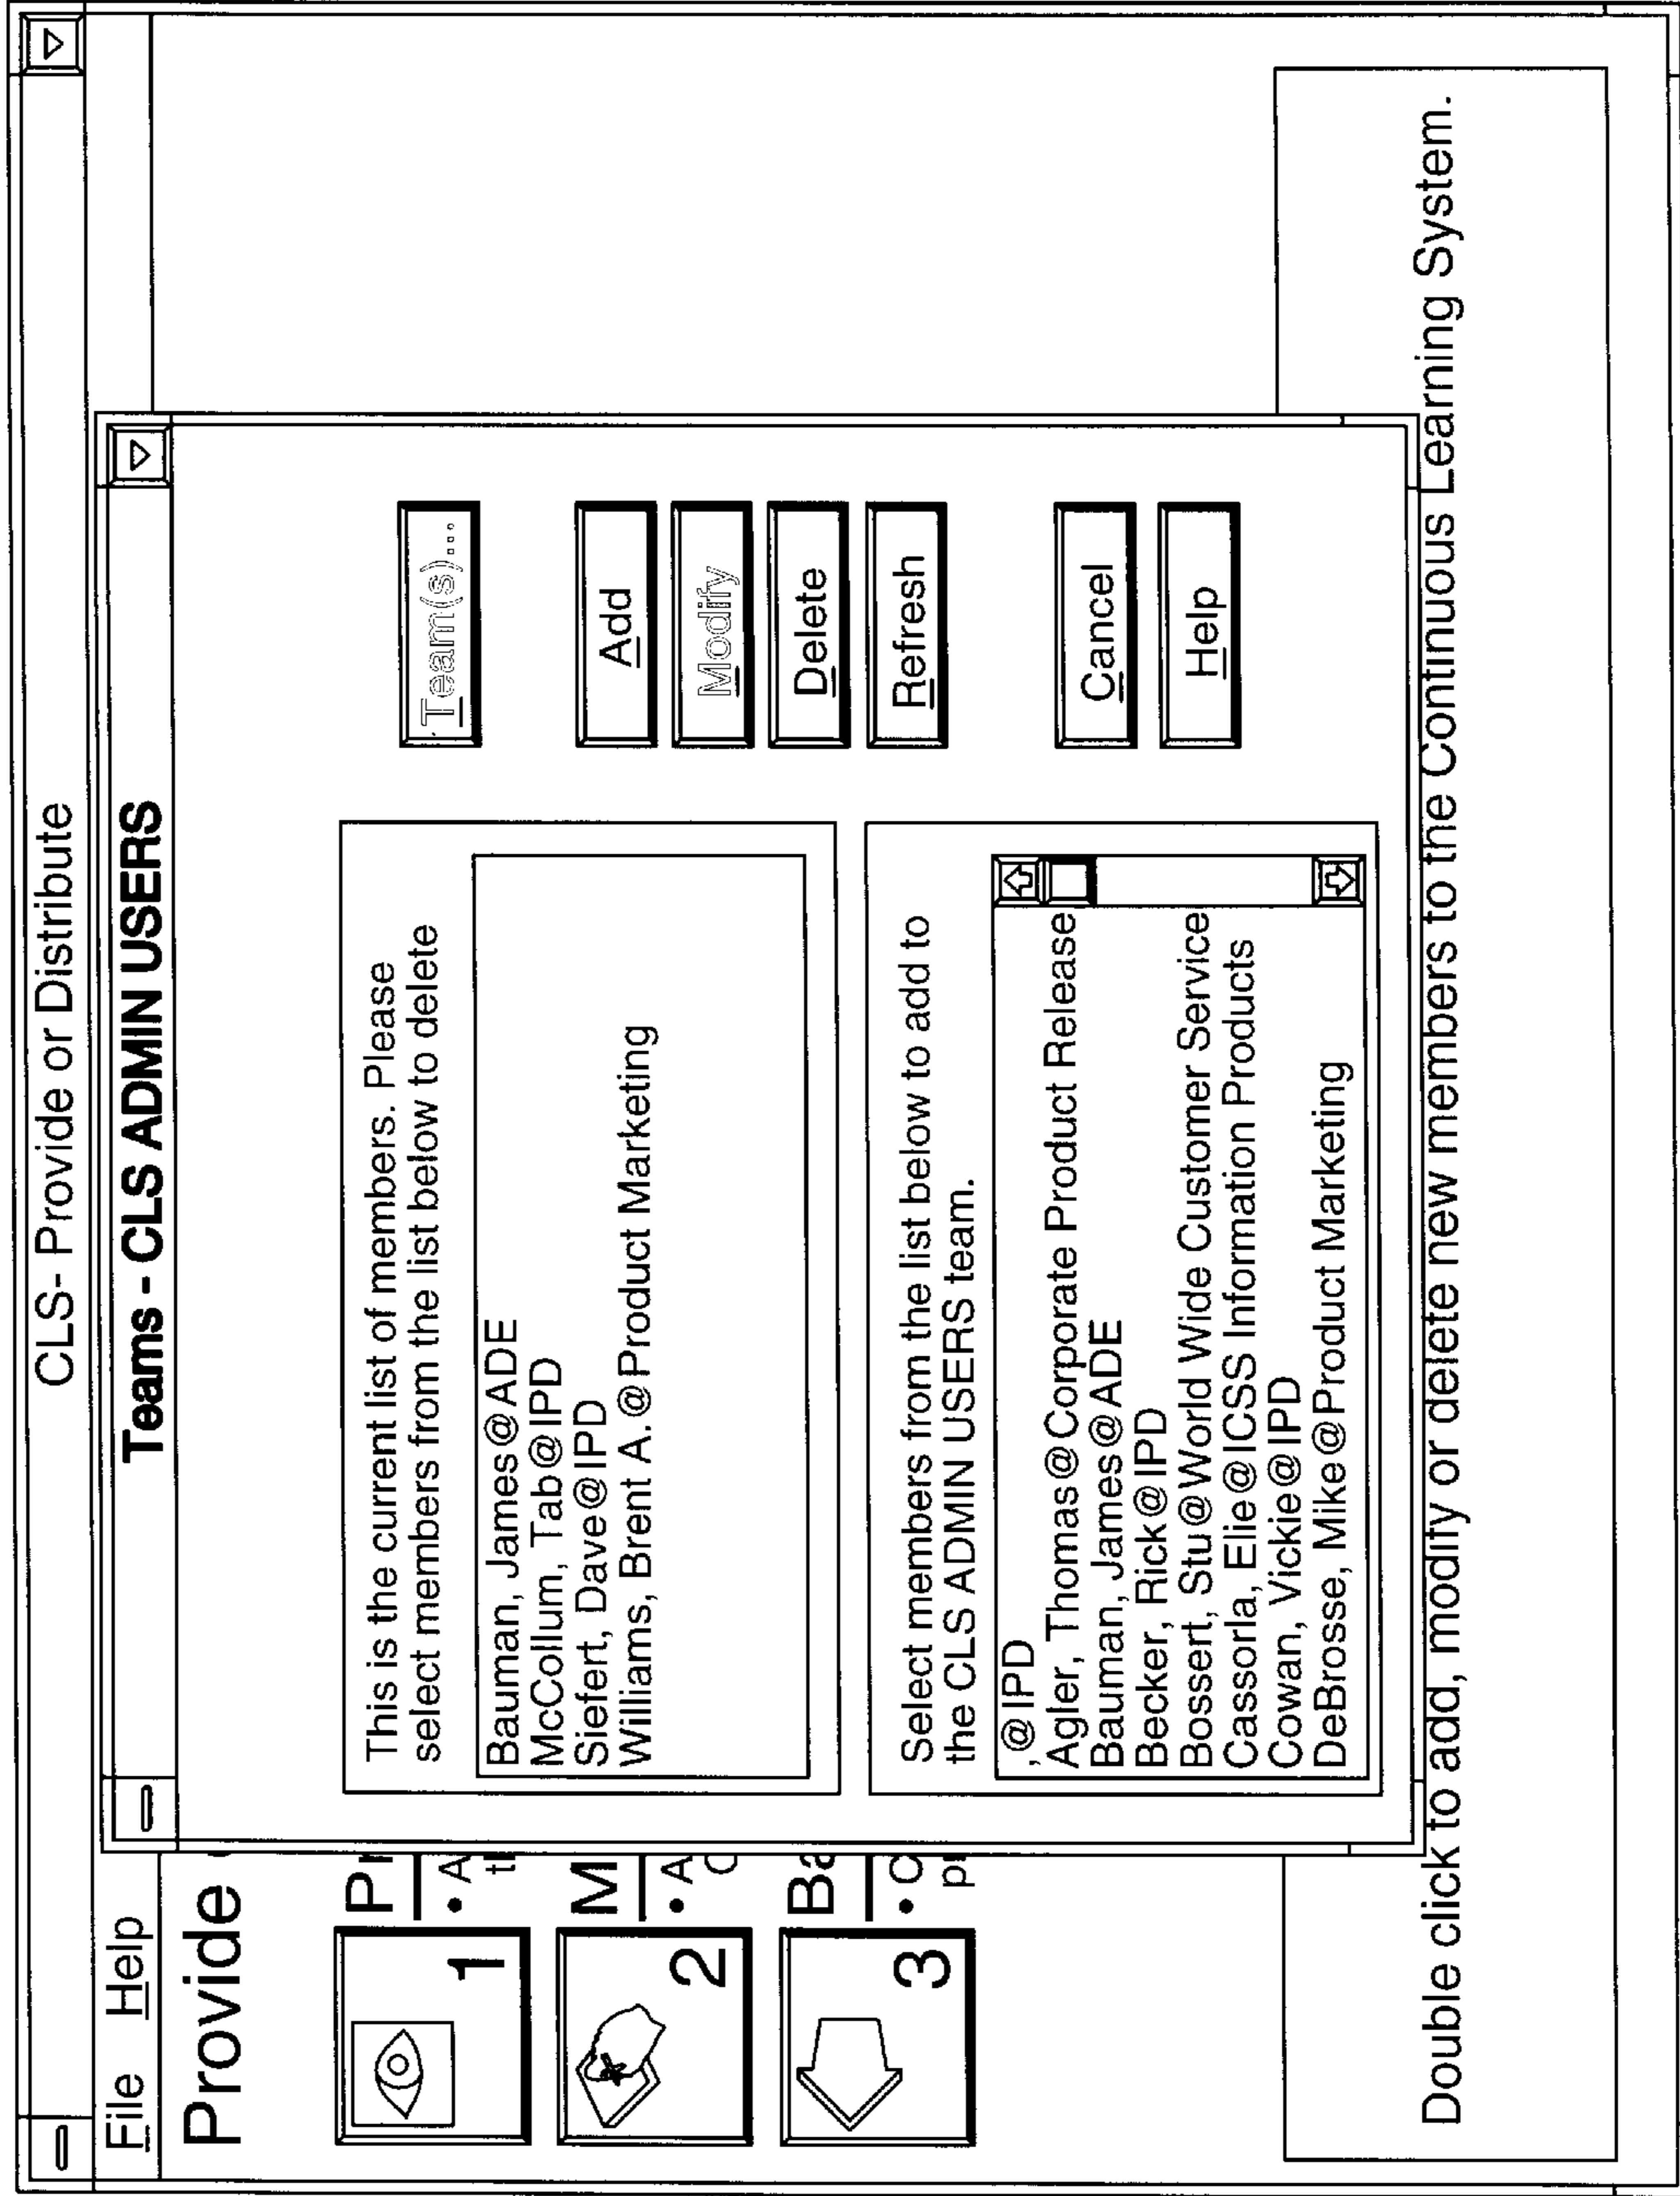 CLS- Provide or Distribute
File Help
Provide
Teams - CLS ADMIN USERS
1
2
3
This is the current list of members. Please
select members from the list below to delete
Bauman, James@ADE
McCollum, Tab@IPD
Siefert, Dave@IPD
Williams, Brent A.@Product Marketing
Select members from the list below to add to
the CLS ADMIN USERS team.
,@IPD
Agler, Thomas@Corporate Product Release
Bauman, James@ADE
Becker, Rick@IPD
Bossert, Stu@World Wide Customer Service
Cassorla, Elie@ICSS Information Products
Cowan, Vickie@IPD
DeBrosse, Mike@Product Marketing
Team(s)...
Add
Modify
Delete
Refresh
Cancel
Help
Double click to add, modify or delete new members to the Continuous Learning System.